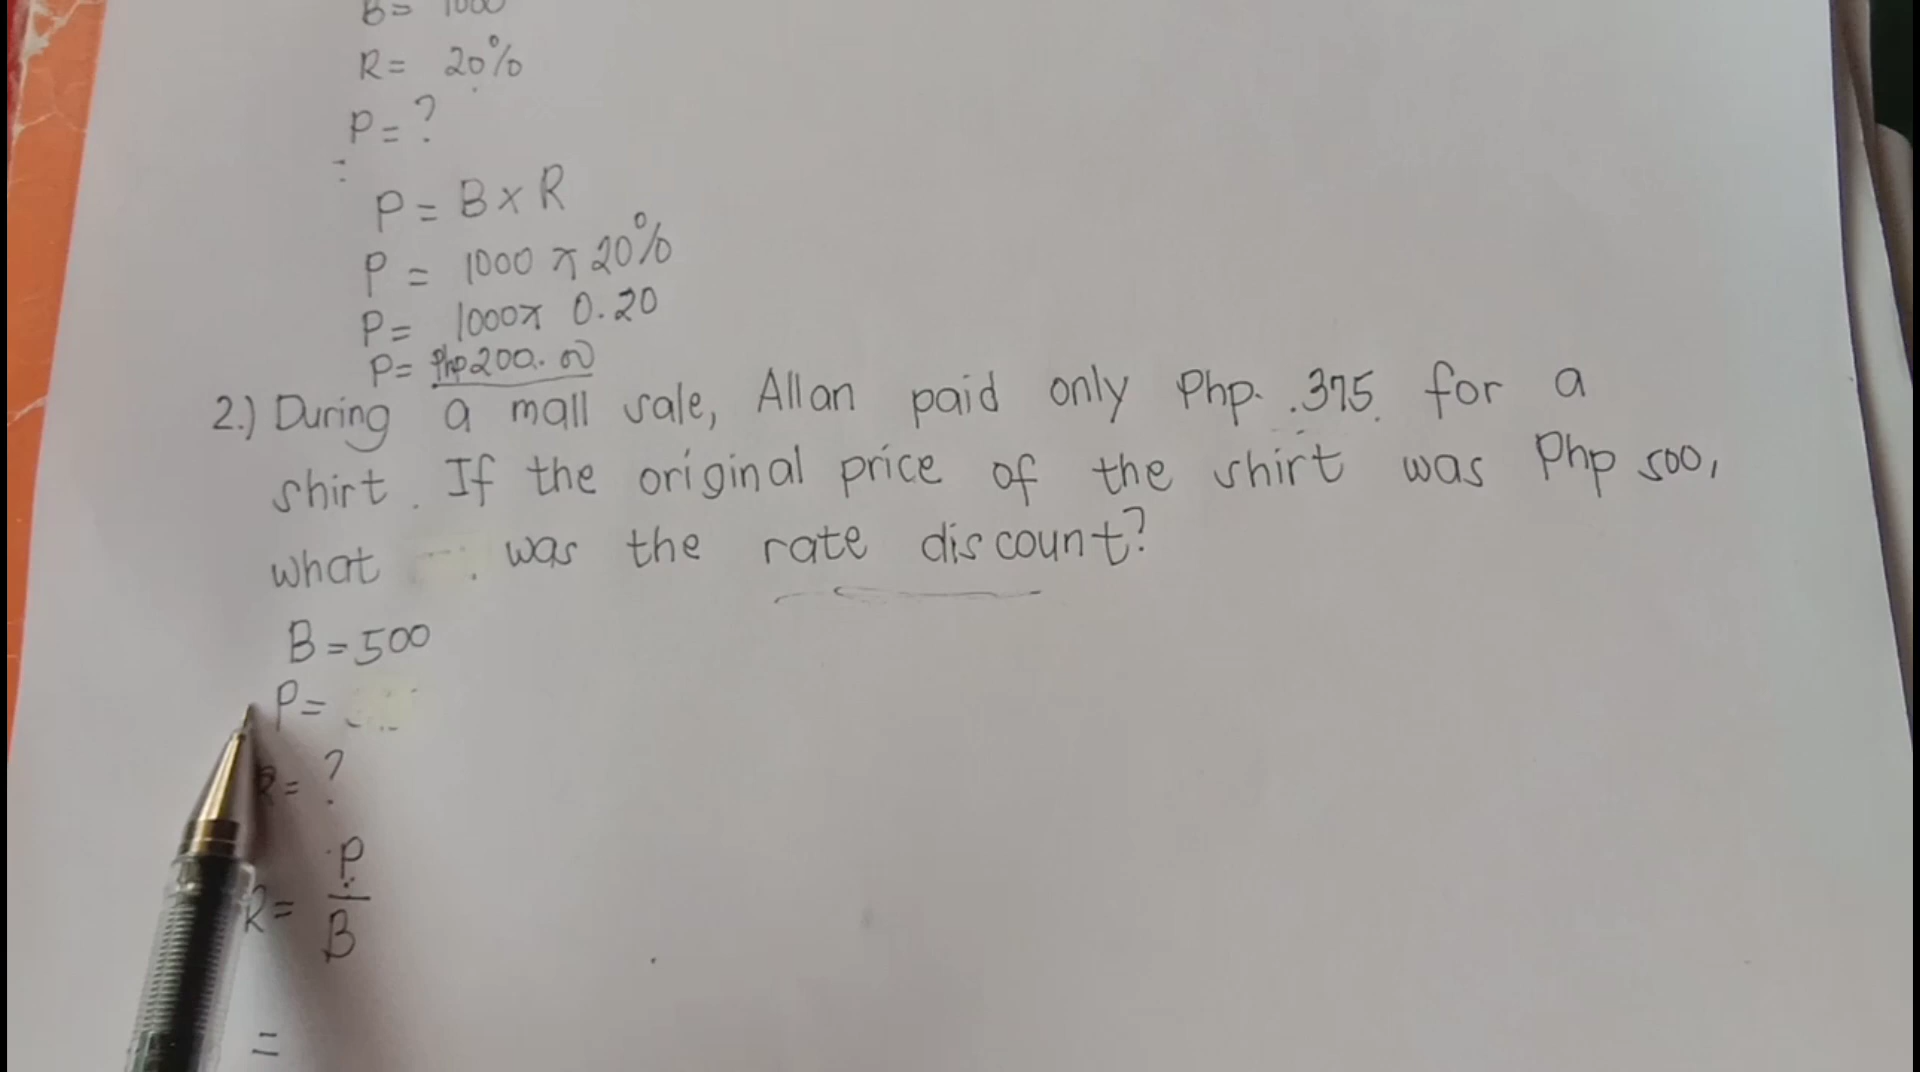 B= 1000
R= 20%
P= ?
P= B x R
P= 1000 x 20%
P= 1000x 0.20
P= Php200.00
2.) During a mall sale, Allan paid only Php. .375. for a
shirt. If the original price of the shirt was Php 500,
what was the rate discount?
B=500
P=
R= ?
R= P
B
=